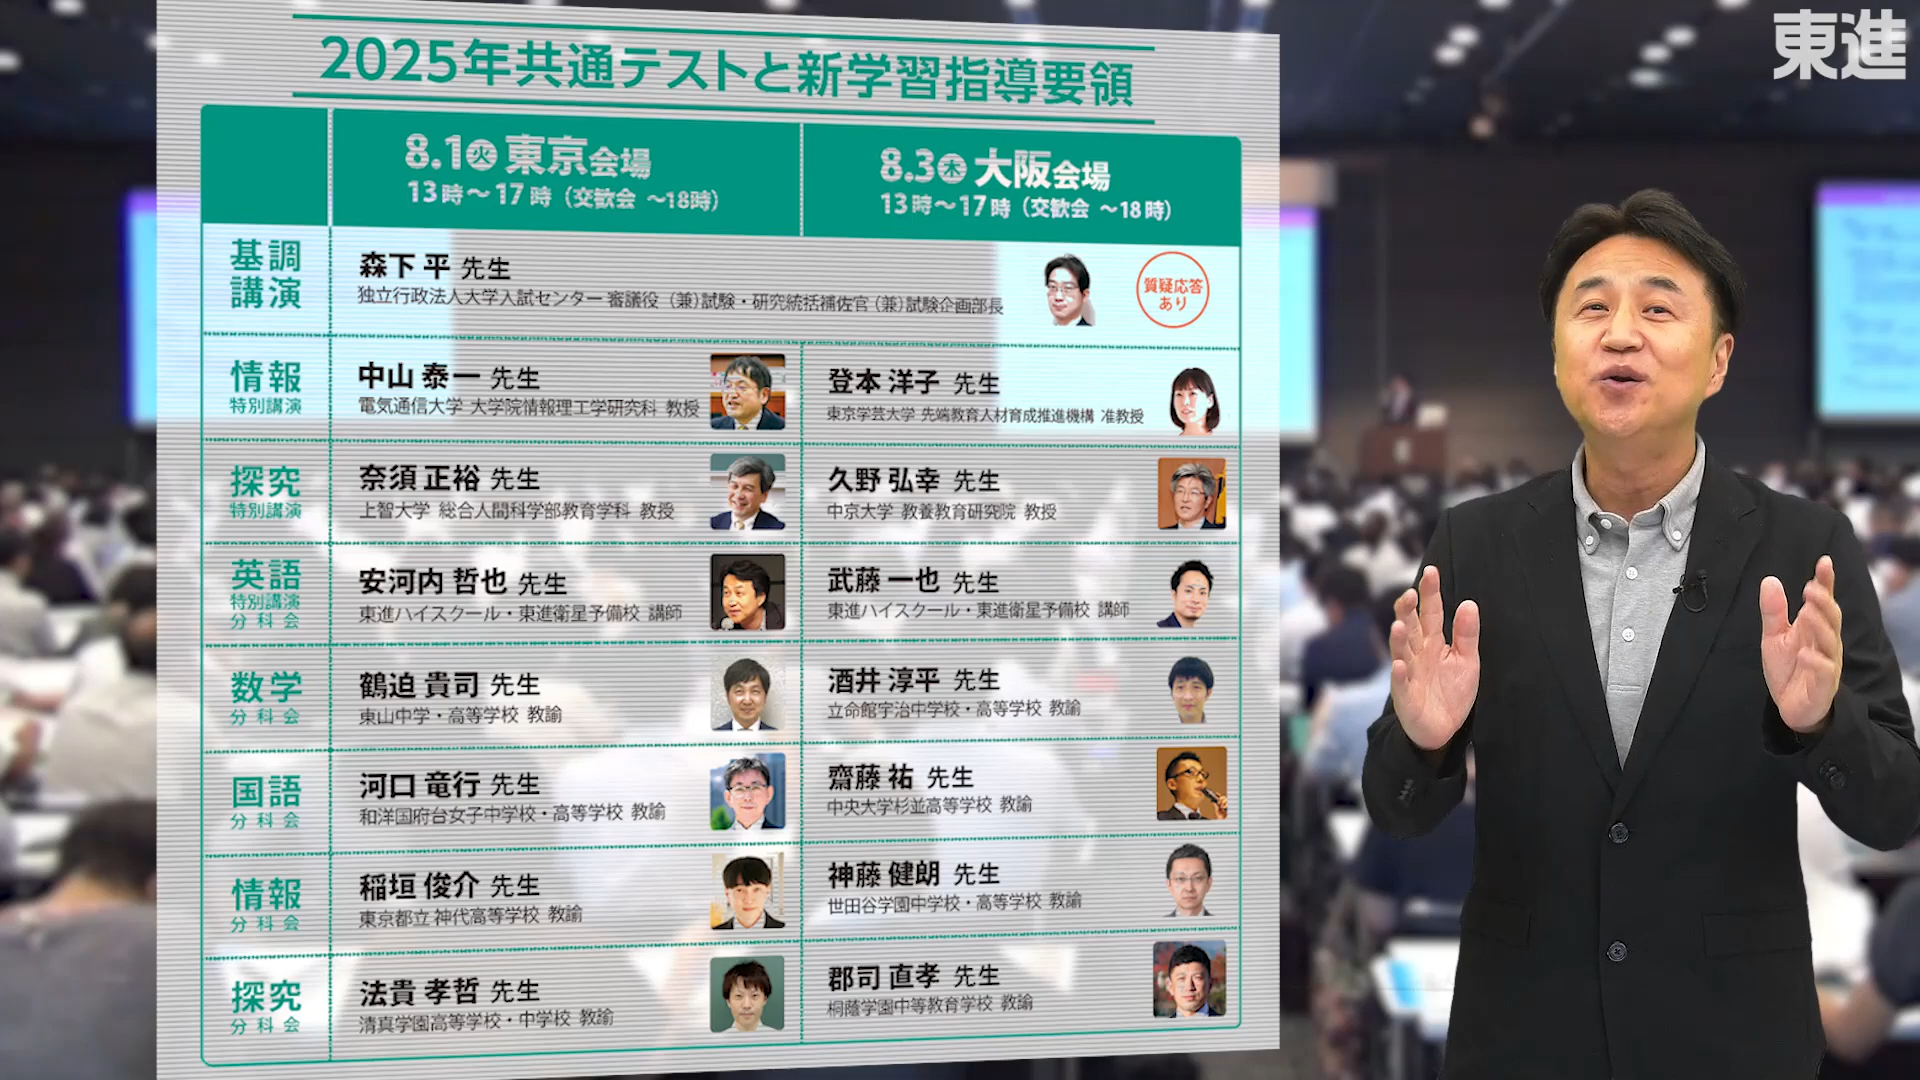 東進
2025年共通テストと新学習指導要領
8.1㊋東京会場
13時〜17時（交歓会 〜18時）
8.3㊍大阪会場
13時〜17時（交歓会 〜18時）
基調
講演
森下 平 先生
独立行政法人大学入試センター 審議役（兼）試験・研究統括補佐官（兼）試験企画部長
質疑応答
あり
情報
特別講演
中山 泰一 先生
電気通信大学 大学院情報理工学研究科 教授
登本 洋子 先生
東京学芸大学 先端教育人材育成推進機構 准教授
探究
特別講演
奈須 正裕 先生
上智大学 総合人間科学部教育学科 教授
久野 弘幸 先生
中京大学 教養教育研究院 教授
英語
特別講演
分科会
安河内 哲也 先生
東進ハイスクール・東進衛星予備校 講師
武藤 一也 先生
東進ハイスクール・東進衛星予備校 講師
数学
分科会
鶴迫 貴司 先生
東山中学・高等学校 教諭
酒井 淳平 先生
立命館宇治中学校・高等学校 教諭
国語
分科会
河口 竜行 先生
和洋国府台女子中学校・高等学校 教諭
齋藤 祐 先生
中央大学杉並高等学校 教諭
情報
分科会
稲垣 俊介 先生
東京都立 神代高等学校 教諭
神藤 健朗 先生
世田谷学園中学校・高等学校 教諭
探究
分科会
法貴 孝哲 先生
清真学園高等学校・中学校 教諭
郡司 直孝 先生
桐蔭学園中等教育学校 教諭